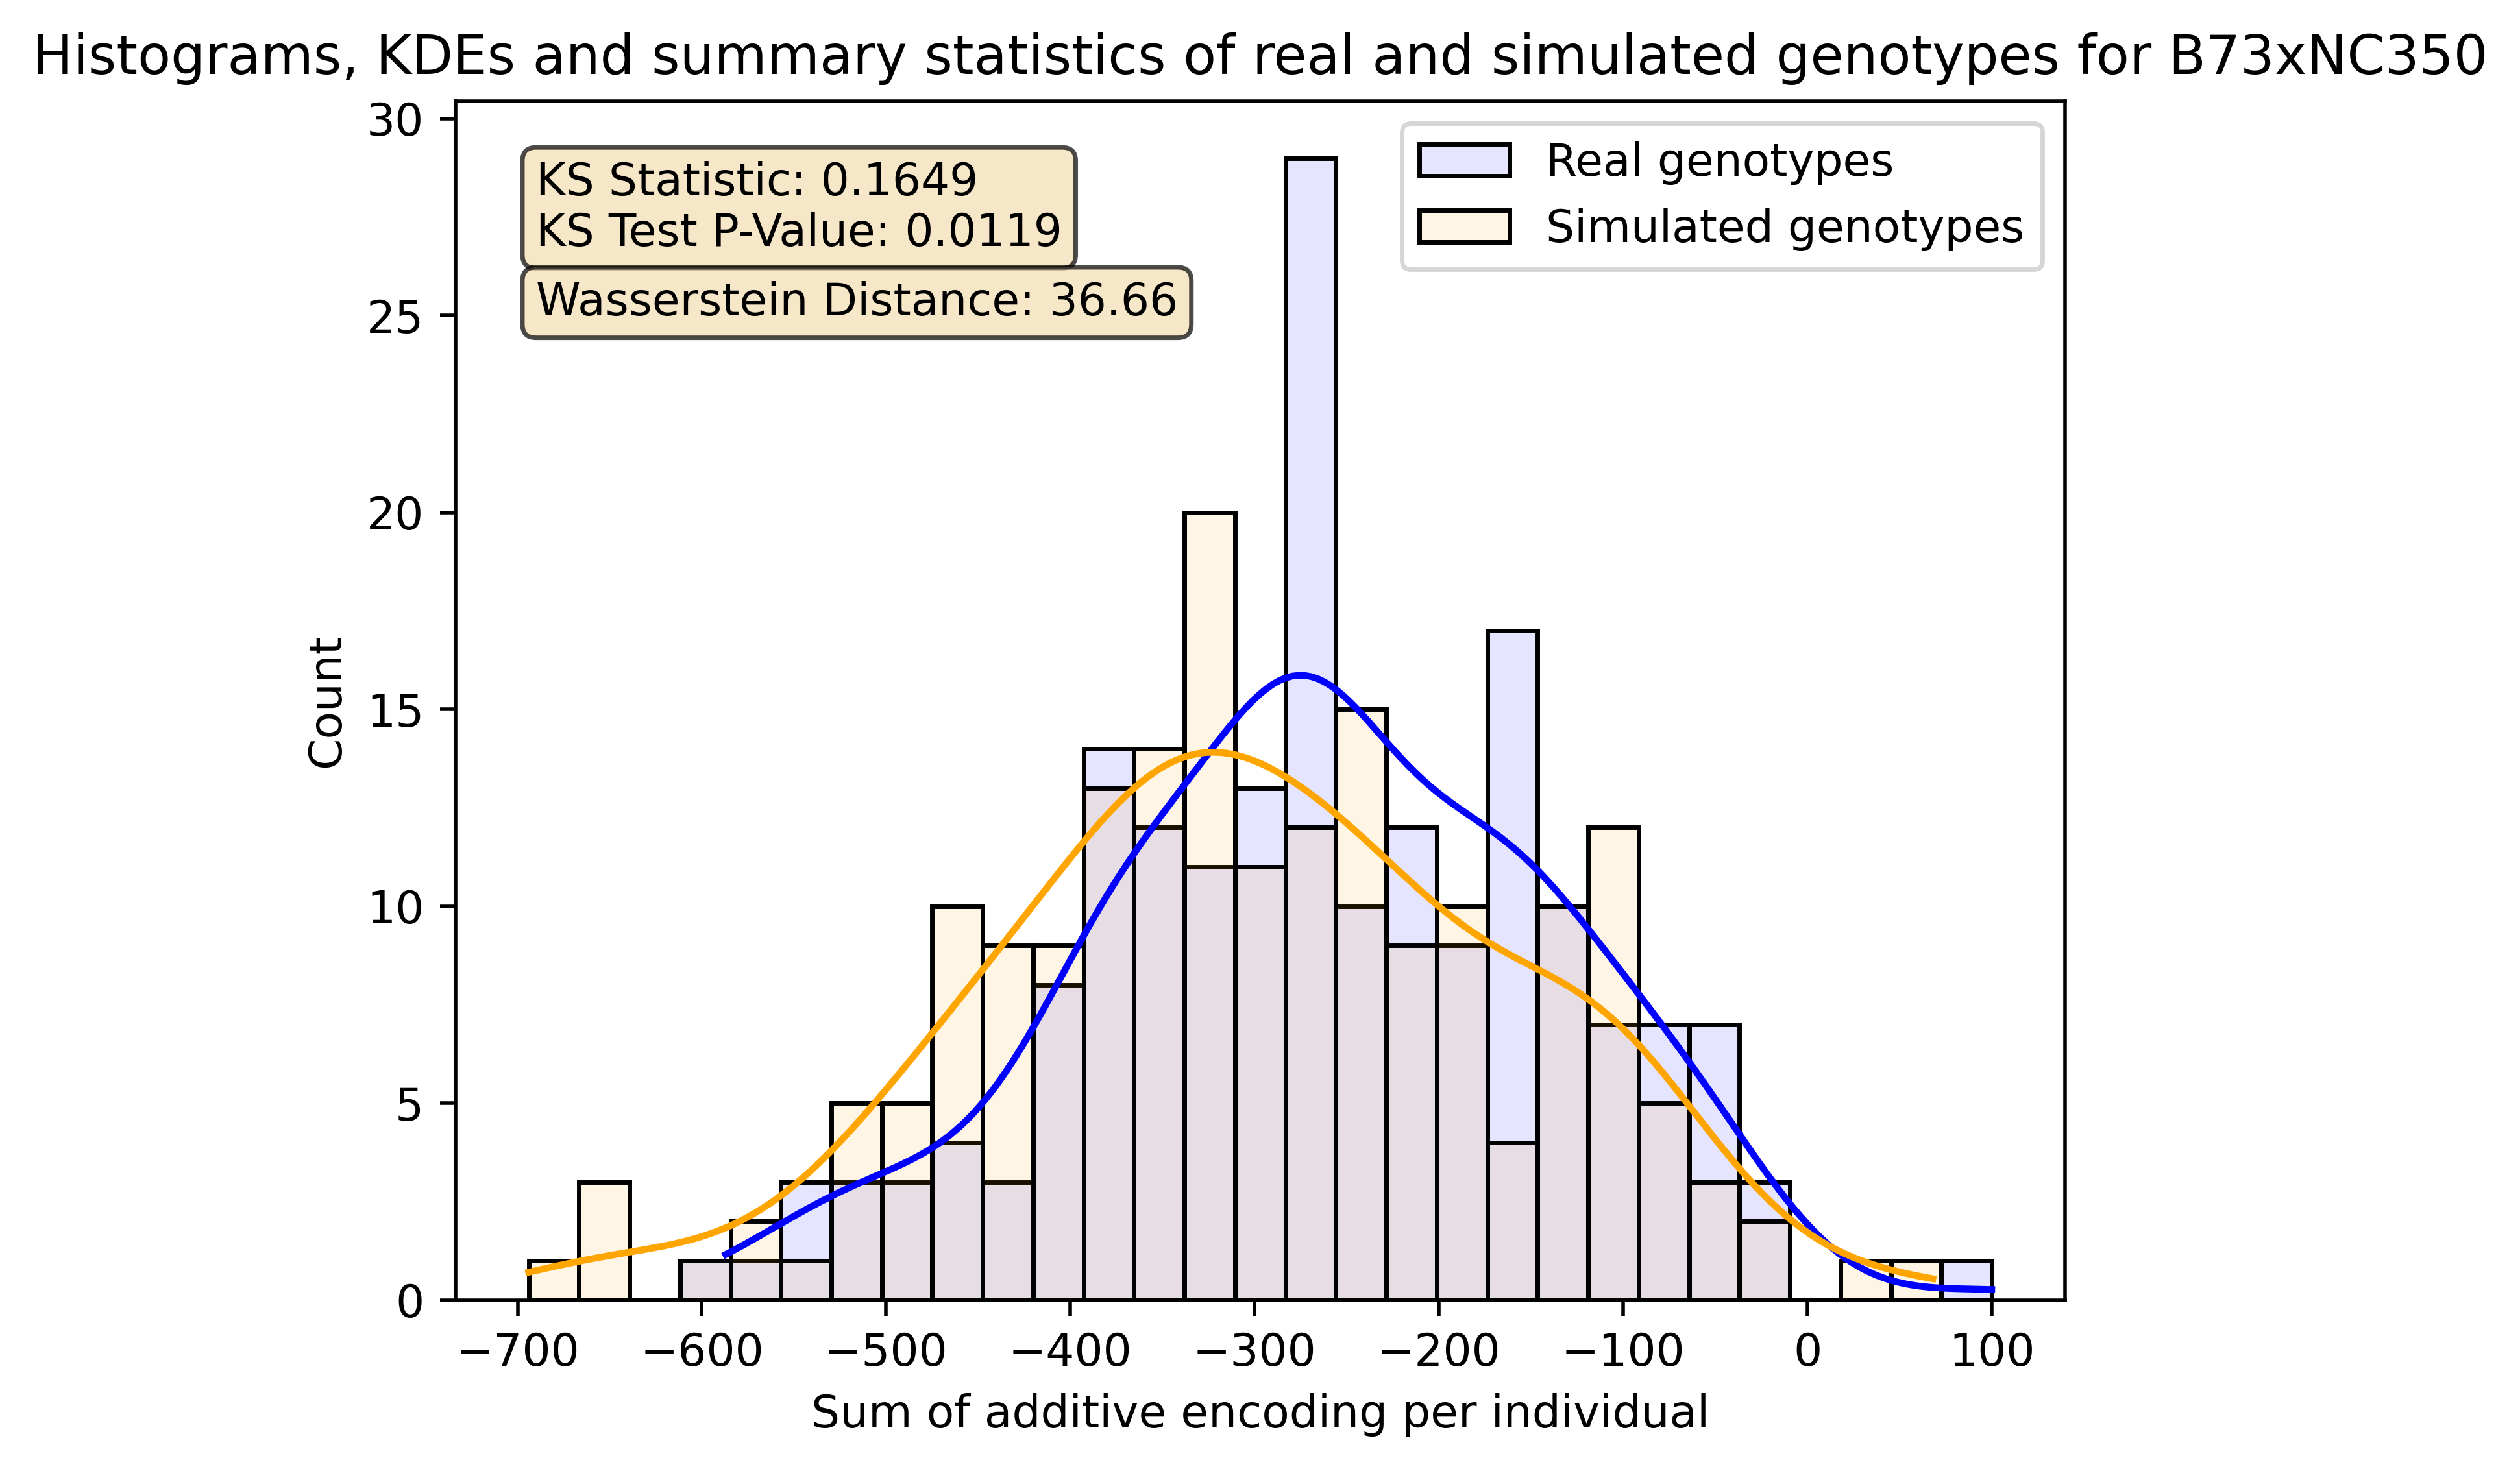 Histograms, KDEs and summary statistics of real and simulated genotypes for B73xNC350
KS Statistic: 0.1649
KS Test P-Value: 0.0119
Wasserstein Distance: 36.66
Real genotypes
Simulated genotypes
Count
30
25
20
15
10
5
0
−700 −600 −500 −400 −300 −200 −100 0 100
Sum of additive encoding per individual